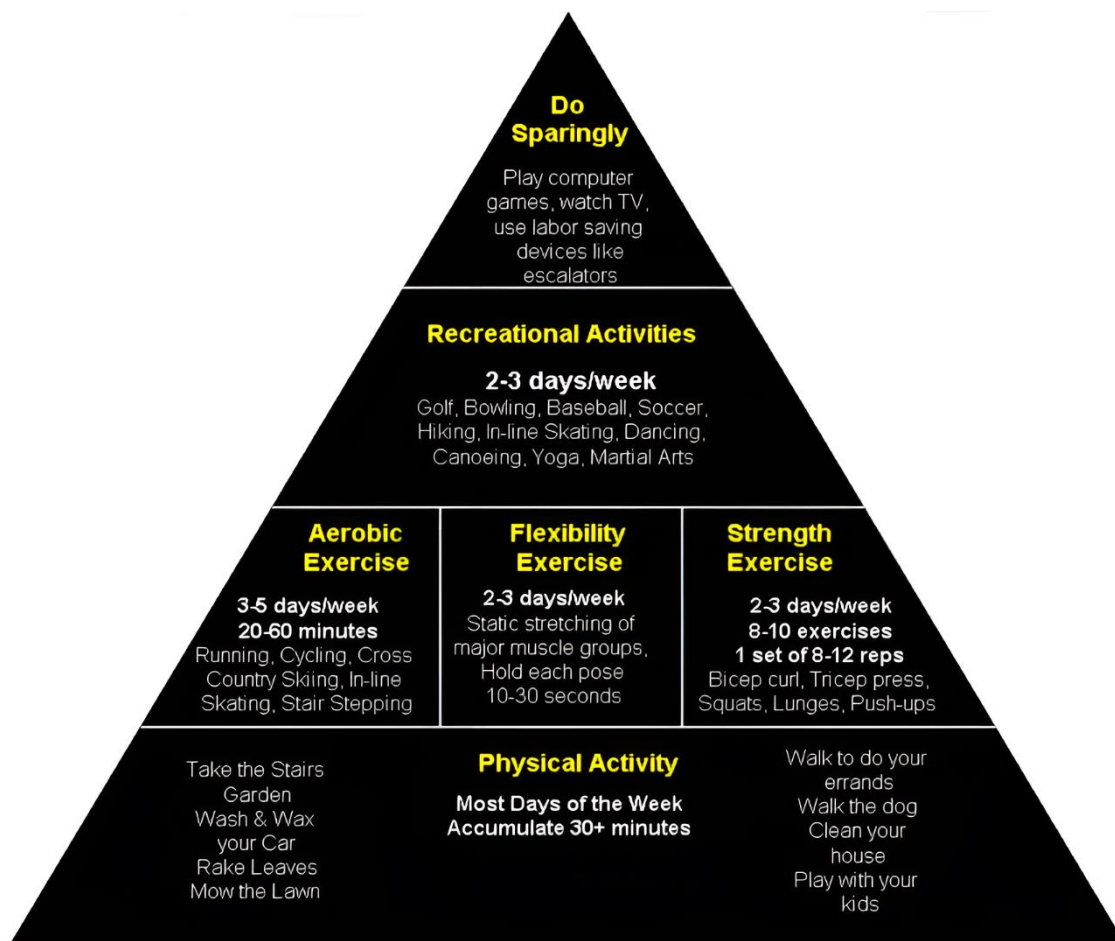 Do
Sparingly
Play computer
games, watch TV,
use labor saving
devices like
escalators
Recreational Activities
2-3 days/week
Golf, Bowling, Baseball, Soccer,
Hiking, In-line Skating, Dancing,
Canoeing, Yoga, Martial Arts
Aerobic
Exercise
3-5 days/week
20-60 minutes
Running, Cycling, Cross
Country Skiing, In-line
Skating, Stair Stepping
Flexibility
Exercise
2-3 days/week
Static stretching of
major muscle groups,
Hold each pose
10-30 seconds
Strength
Exercise
2-3 days/week
8-10 exercises
1 set of 8-12 reps
Bicep curl, Tricep press,
Squats, Lunges, Push-ups
Take the Stairs
Garden
Wash & Wax
your Car
Rake Leaves
Mow the Lawn
Physical Activity
Most Days of the Week
Accumulate 30+ minutes
Walk to do your
errands
Walk the dog
Clean your
house
Play with your
kids